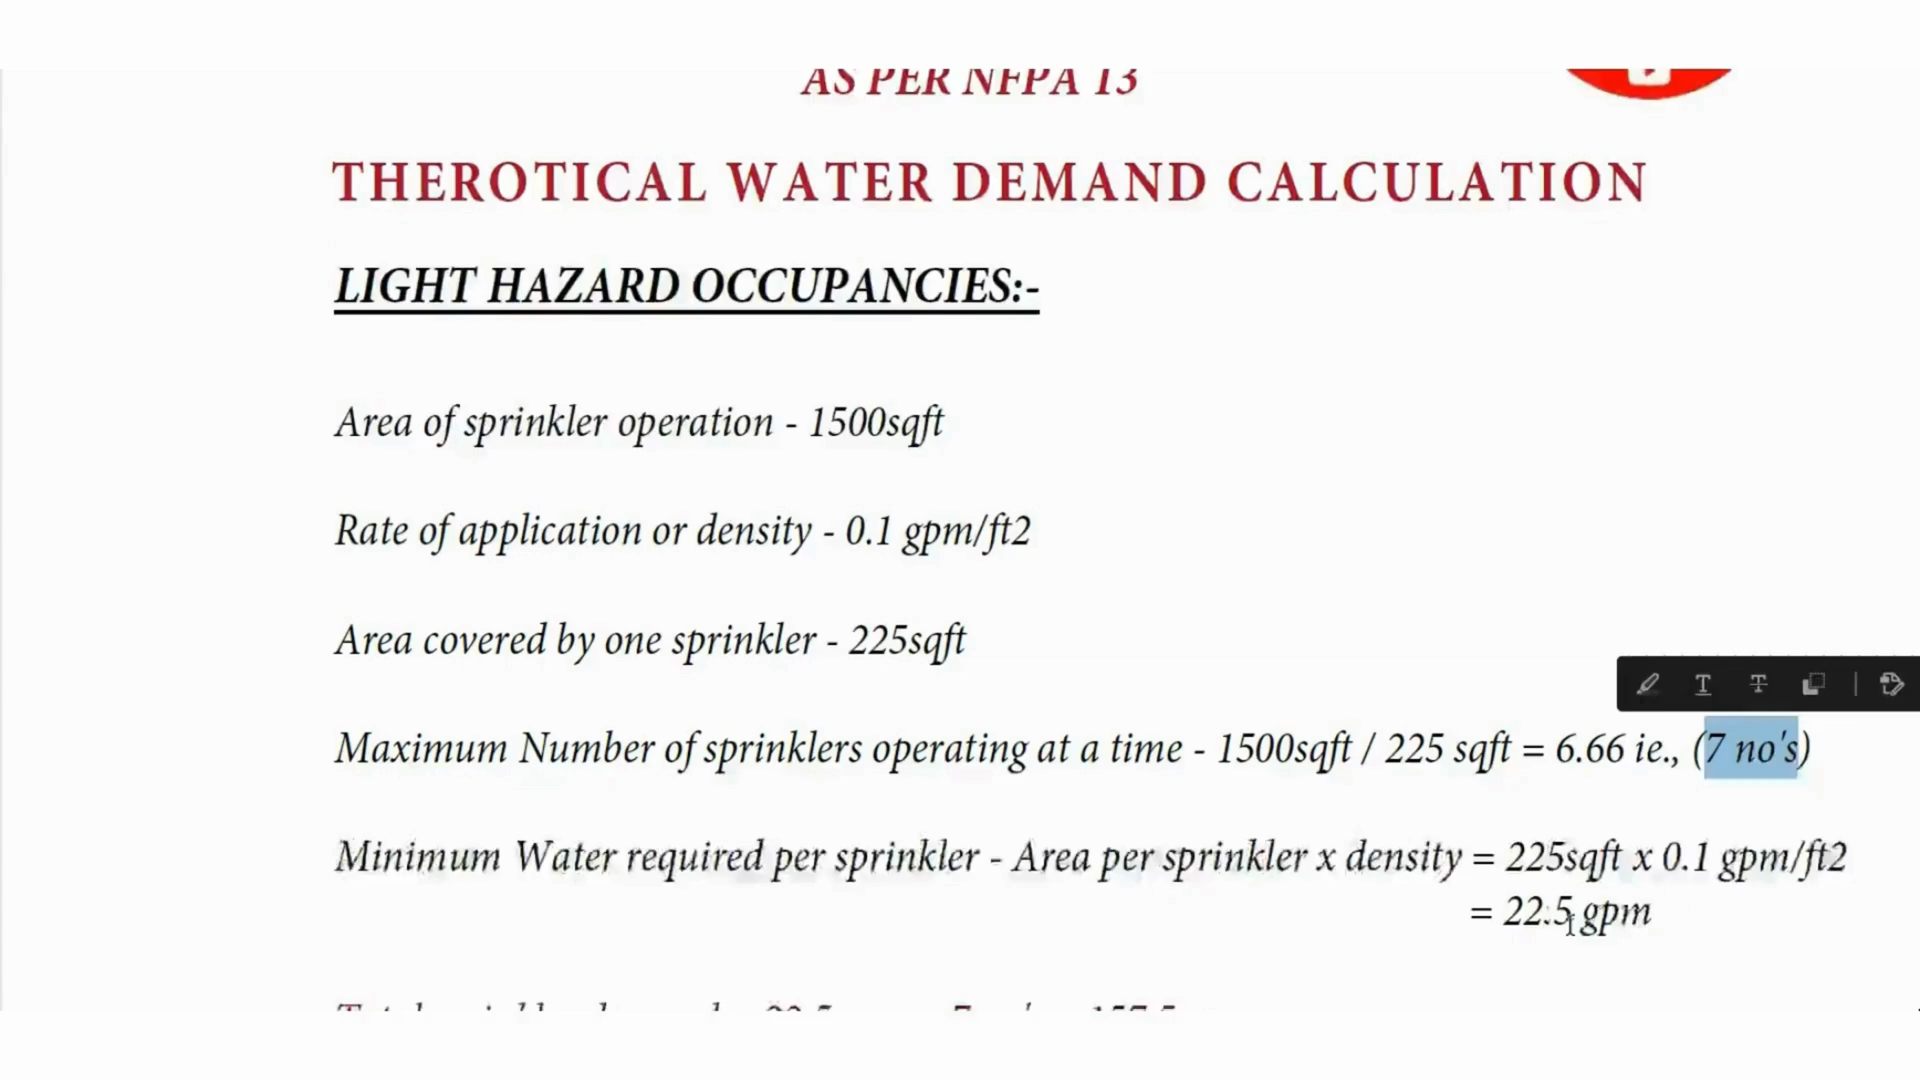 AS PER NFPA 13
THEROTICAL WATER DEMAND CALCULATION
LIGHT HAZARD OCCUPANCIES:-
Area of sprinkler operation - 1500sqft
Rate of application or density - 0.1 gpm/ft2
Area covered by one sprinkler - 225sqft
Maximum Number of sprinklers operating at a time - 1500sqft / 225 sqft = 6.66 ie., (7 no's)
Minimum Water required per sprinkler - Area per sprinkler x density = 225sqft x 0.1 gpm/ft2
= 22.5 gpm